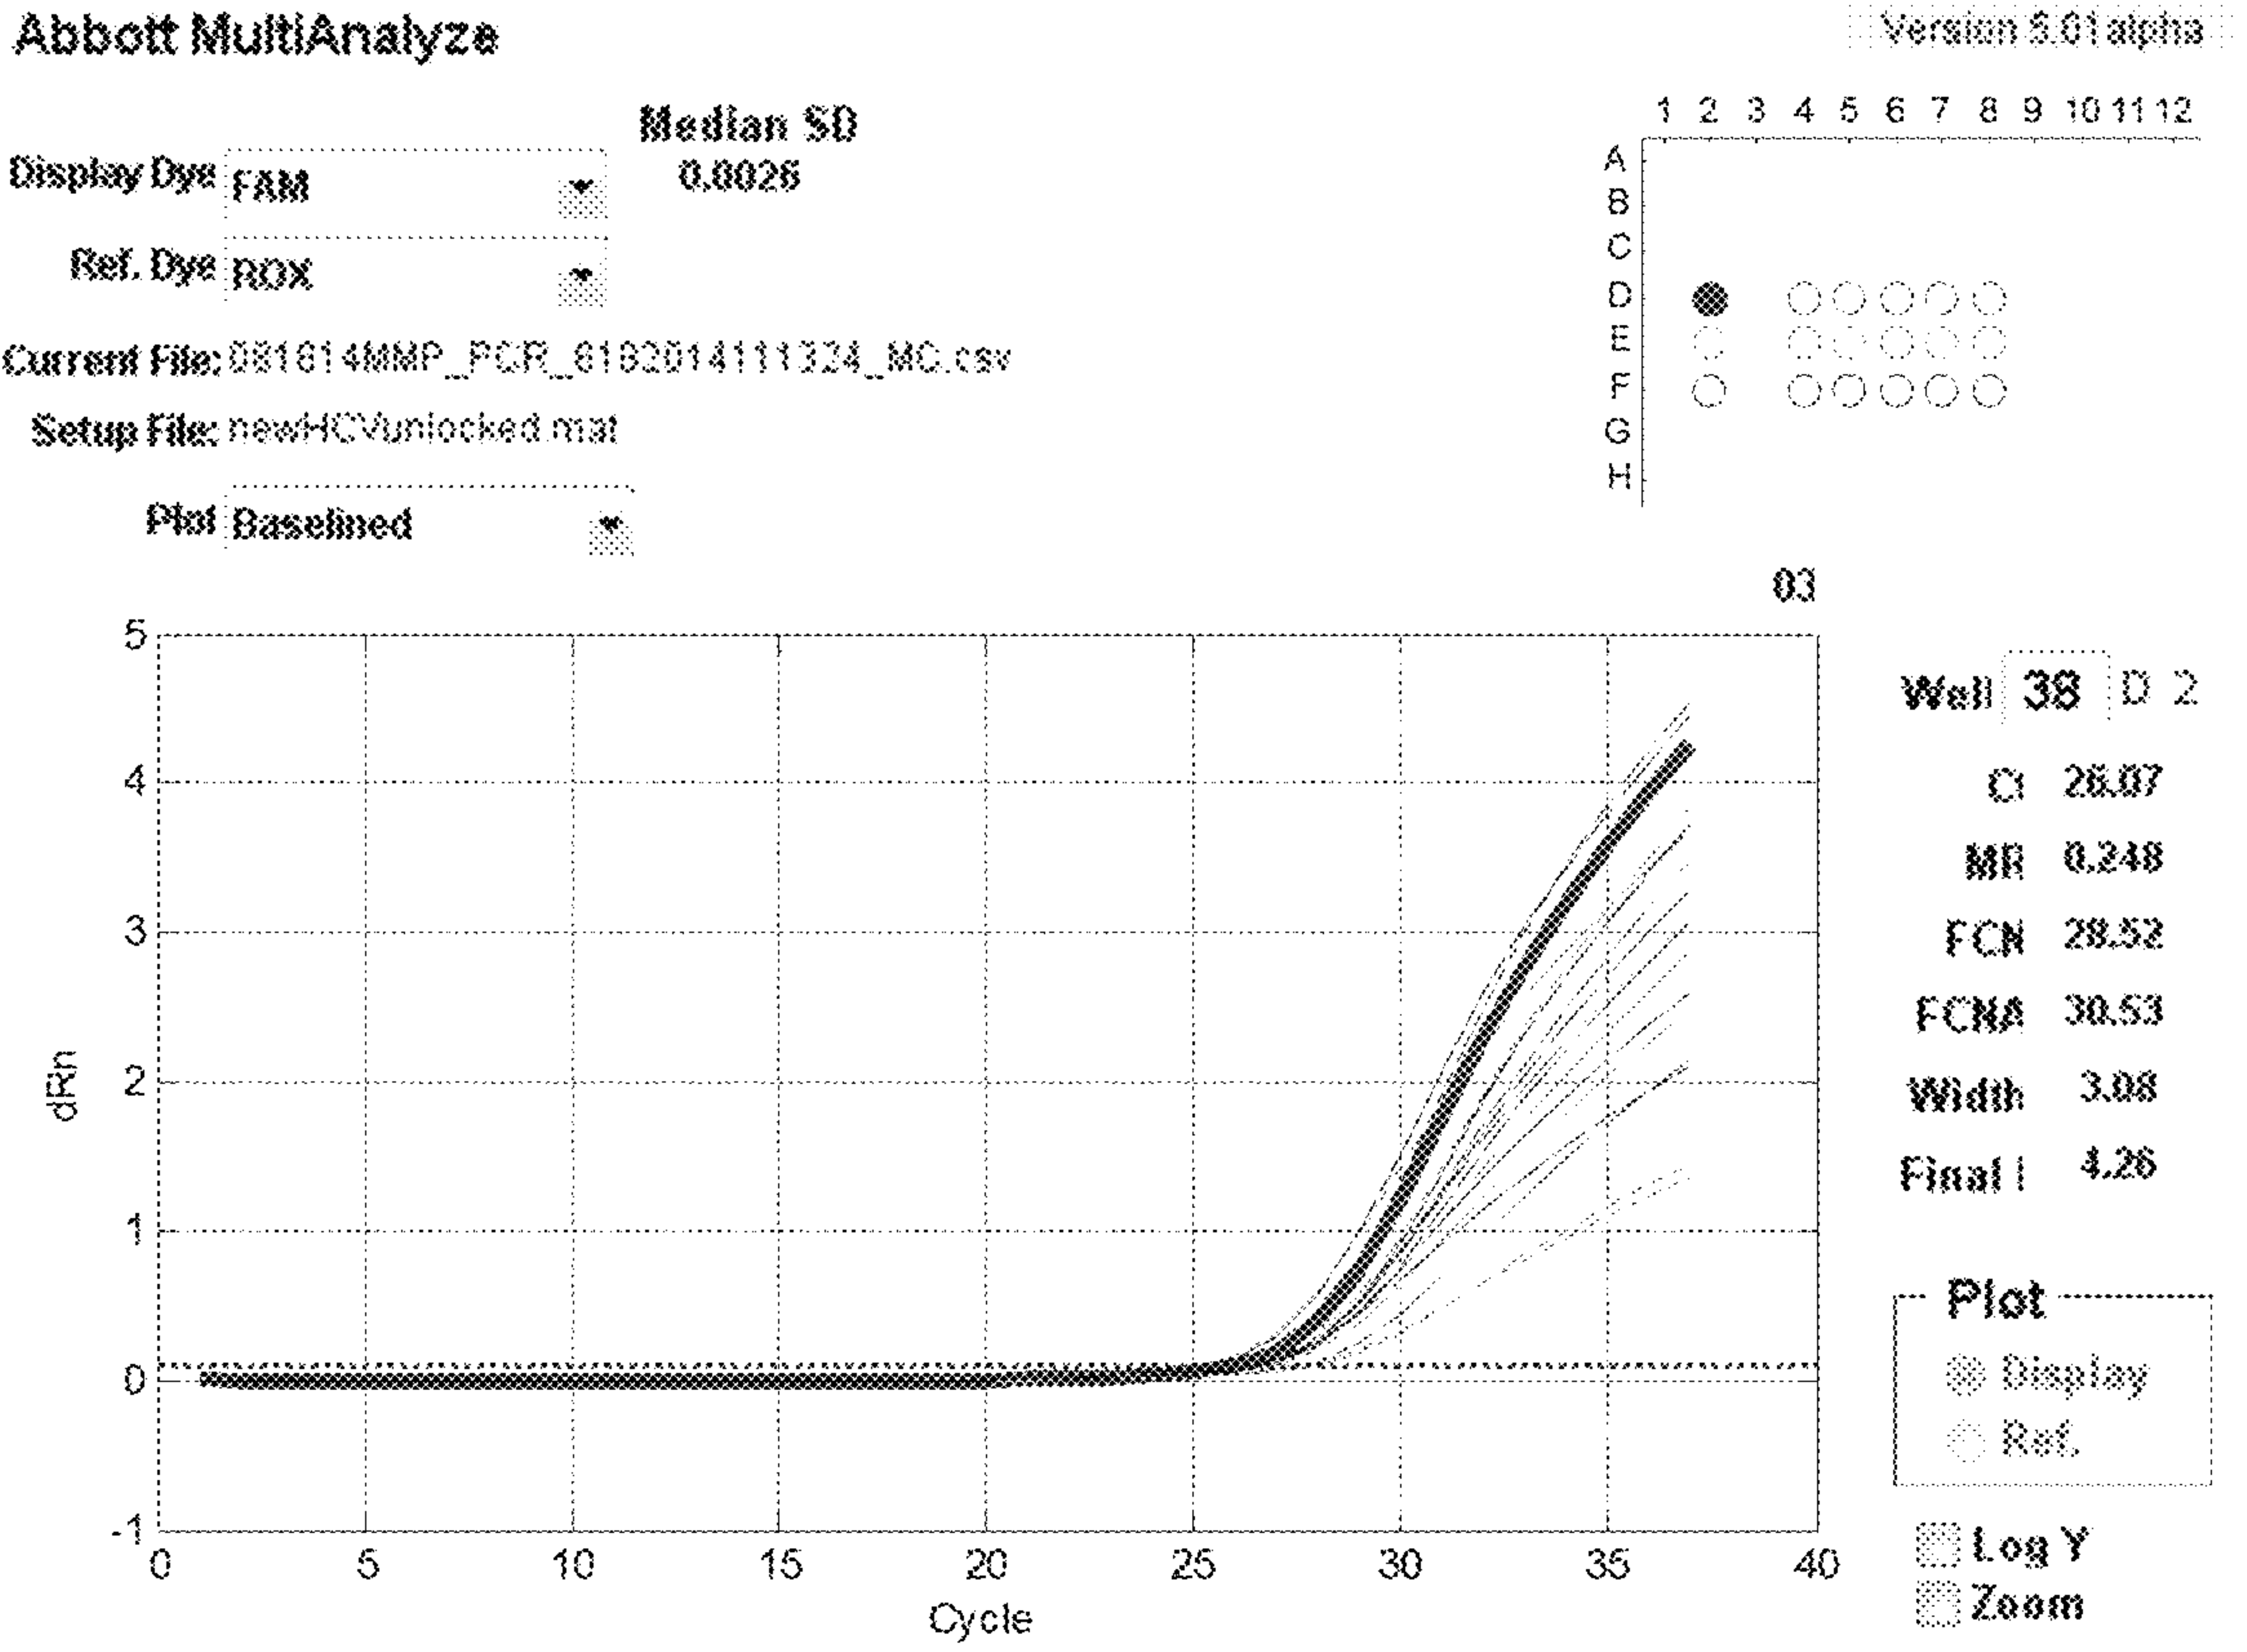 Abbott MultiAnalyze
Version 5.01 alpha
Median SD
0.0026
Display Dye FAM
Ref. Dye ROX
Current File: 081814MMP_PCR_8182014111324_MC.csv
Setup File: newHCVunlocked.mat
Plot Baselined
1 2 3 4 5 6 7 8 9 10 11 12
A
B
C
D
E
F
G
H
03
5
4
3
2
1
0
-1
dRn
0 5 10 15 20 25 30 35 40
Cycle
Well 38 D 2
Ct 26.07
MR 0.248
FCN 28.52
FCNA 30.53
Width 3.08
Final I 4.26
Plot
Display
Ref.
Log Y
Zoom